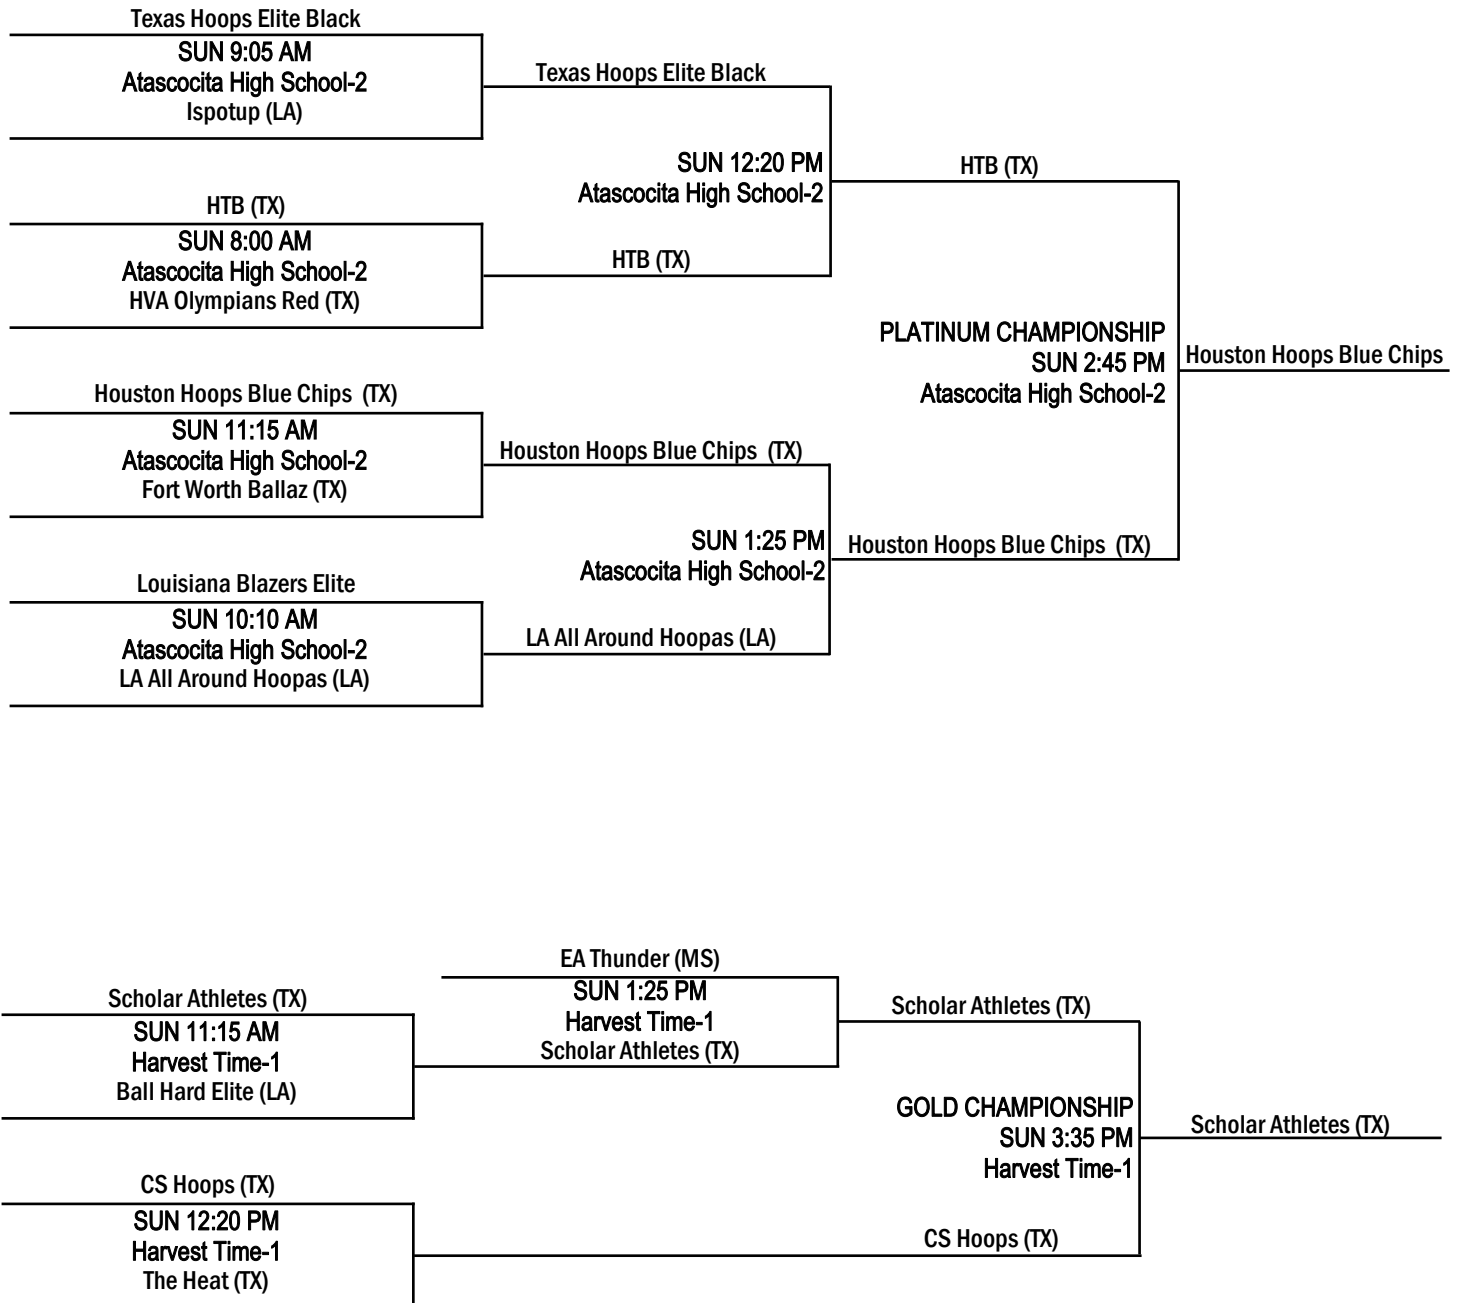 Texas Hoops Elite Black
SUN 9:05 AM
Atascocita High School-2
Ispotup (LA)
Texas Hoops Elite Black
SUN 12:20 PM
Atascocita High School-2
HTB (TX)
HTB (TX)
SUN 8:00 AM
Atascocita High School-2
HVA Olympians Red (TX)
HTB (TX)
PLATINUM CHAMPIONSHIP
SUN 2:45 PM
Atascocita High School-2
Houston Hoops Blue Chips
Houston Hoops Blue Chips  (TX)
SUN 11:15 AM
Atascocita High School-2
Fort Worth Ballaz (TX)
Houston Hoops Blue Chips  (TX)
SUN 1:25 PM
Atascocita High School-2
Houston Hoops Blue Chips  (TX)
Louisiana Blazers Elite
SUN 10:10 AM
Atascocita High School-2
LA All Around Hoopas (LA)
LA All Around Hoopas (LA)
EA Thunder (MS)
SUN 1:25 PM
Harvest Time-1
Scholar Athletes (TX)
Scholar Athletes (TX)
SUN 11:15 AM
Harvest Time-1
Ball Hard Elite (LA)
Scholar Athletes (TX)
GOLD CHAMPIONSHIP
SUN 3:35 PM
Harvest Time-1
Scholar Athletes (TX)
CS Hoops (TX)
SUN 12:20 PM
Harvest Time-1
The Heat (TX)
CS Hoops (TX)